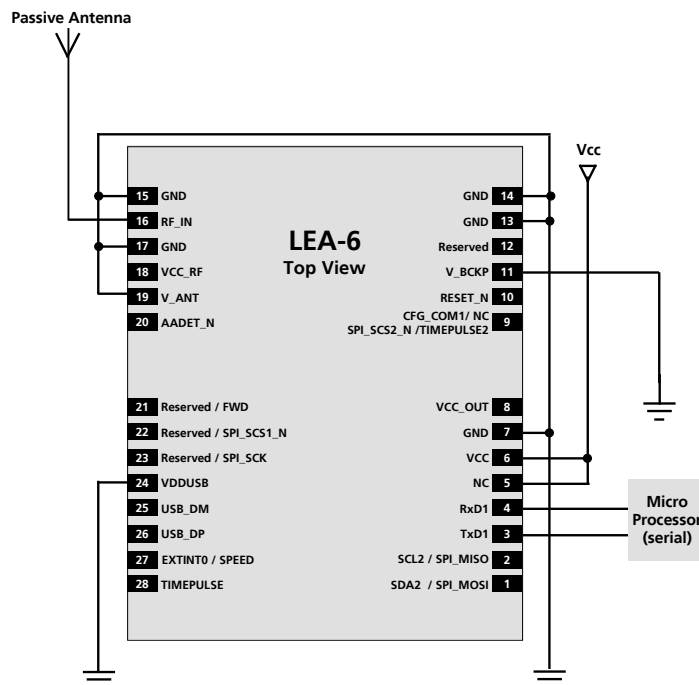 Passive Antenna
Vcc
LEA-6
Top View
15 GND
16 RF_IN
17 GND
18 VCC_RF
19 V_ANT
20 AADET_N
21 Reserved / FWD
22 Reserved / SPI_SCS1_N
23 Reserved / SPI_SCK
24 VDDUSB
25 USB_DM
26 USB_DP
27 EXTINT0 / SPEED
28 TIMEPULSE
GND 14
GND 13
Reserved 12
V_BCKP 11
RESET_N 10
CFG_COM1/ NC
SPI_SCS2_N /TIMEPULSE2 9
VCC_OUT 8
GND 7
VCC 6
NC 5
RxD1 4
TxD1 3
SCL2 / SPI_MISO 2
SDA2 / SPI_MOSI 1
Micro
Processor
(serial)